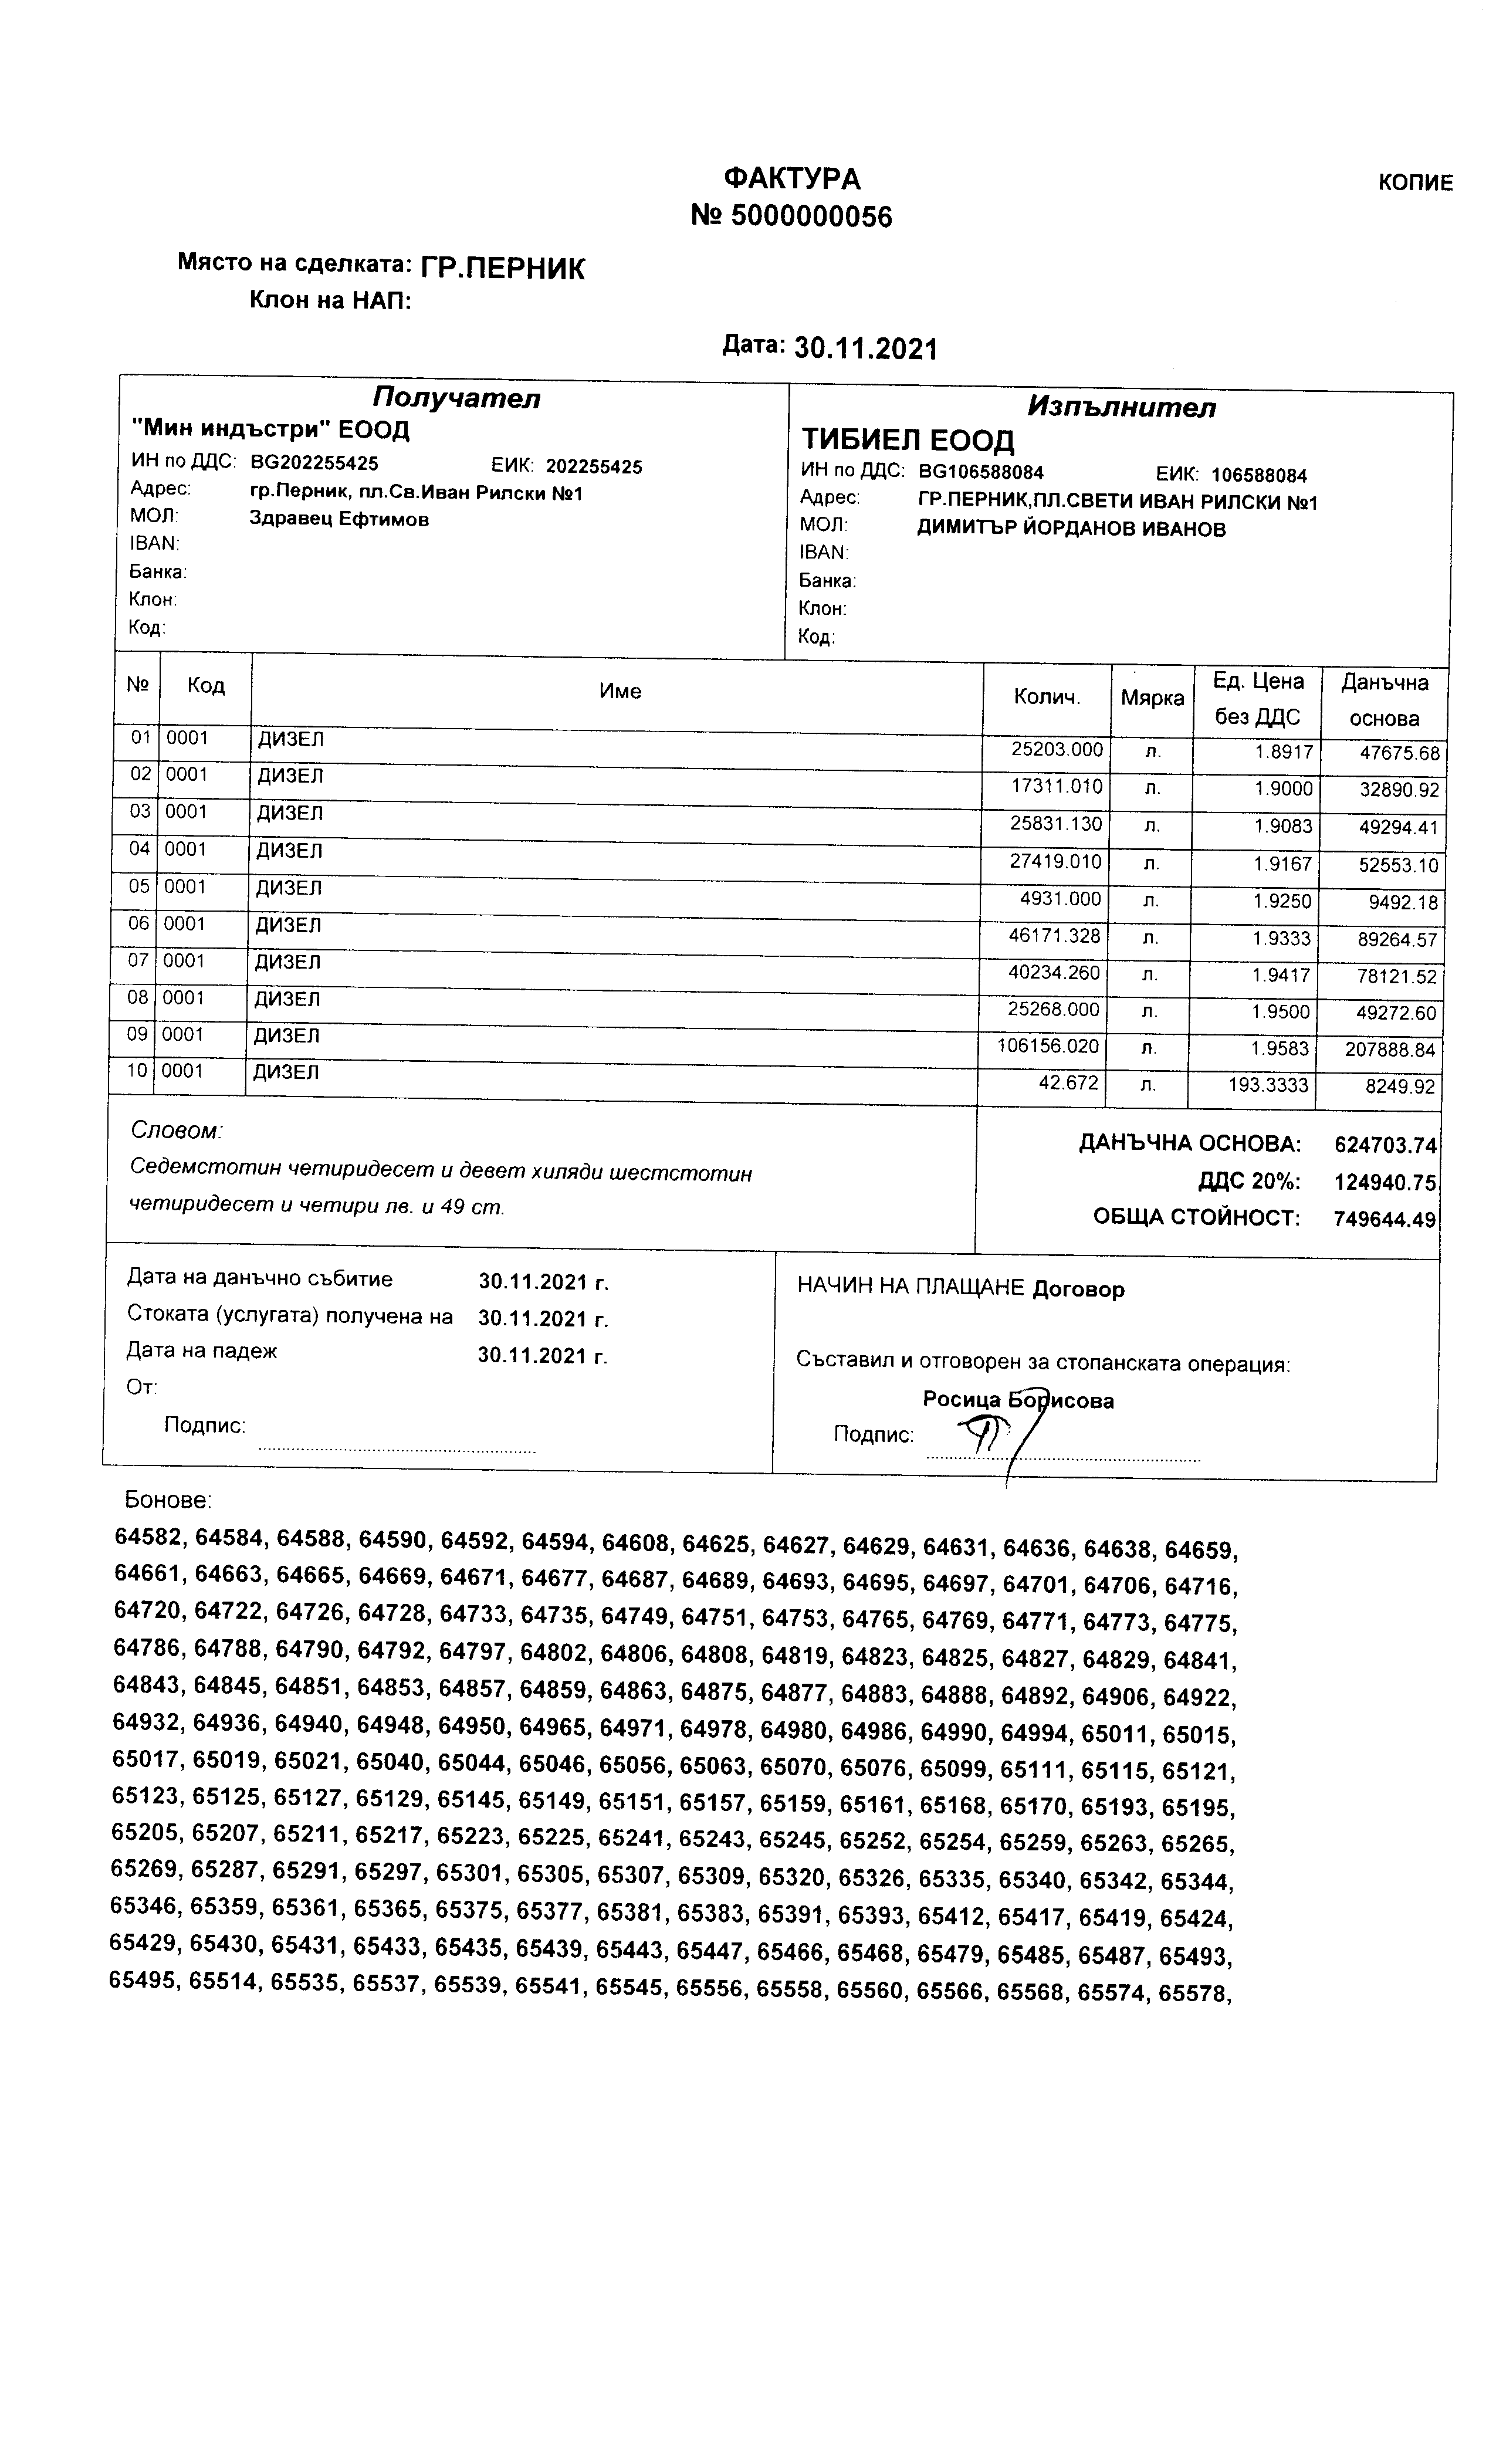 ФАКТУРА
КОПИЕ
№ 5000000056
Място на сделката: ГР.ПЕРНИК
Клон на НАП:
Дата: 30.11.2021
Получател
"Мин индъстри" ЕООД
ИН по ДДС: BG202255425 ЕИК: 202255425
Адрес: гр.Перник, пл.Св.Иван Рилски №1
МОЛ: Здравец Ефтимов
IBAN:
Банка:
Клон:
Код:
Изпълнител
ТИБИЕЛ ЕООД
ИН по ДДС: BG106588084 ЕИК: 106588084
Адрес: ГР.ПЕРНИК,ПЛ.СВЕТИ ИВАН РИЛСКИ №1
МОЛ: ДИМИТЪР ЙОРДАНОВ ИВАНОВ
IBAN:
Банка:
Клон:
Код:
№ Код Име Колич. Мярка Ед. Цена без ДДС Данъчна основа
01 0001 ДИЗЕЛ 25203.000 л. 1.8917 47675.68
02 0001 ДИЗЕЛ 17311.010 л. 1.9000 32890.92
03 0001 ДИЗЕЛ 25831.130 л. 1.9083 49294.41
04 0001 ДИЗЕЛ 27419.010 л. 1.9167 52553.10
05 0001 ДИЗЕЛ 4931.000 л. 1.9250 9492.18
06 0001 ДИЗЕЛ 46171.328 л. 1.9333 89264.57
07 0001 ДИЗЕЛ 40234.260 л. 1.9417 78121.52
08 0001 ДИЗЕЛ 25268.000 л. 1.9500 49272.60
09 0001 ДИЗЕЛ 106156.020 л. 1.9583 207888.84
10 0001 ДИЗЕЛ 42.672 л. 193.3333 8249.92
Словом:
Седемстотин четиридесет и девет хиляди шестстотин
четиридесет и четири лв. и 49 ст.
ДАНЪЧНА ОСНОВА: 624703.74
ДДС 20%: 124940.75
ОБЩА СТОЙНОСТ: 749644.49
Дата на данъчно събитие 30.11.2021 г.
Стоката (услугата) получена на 30.11.2021 г.
Дата на падеж 30.11.2021 г.
От:
Подпис:
НАЧИН НА ПЛАЩАНЕ Договор
Съставил и отговорен за стопанската операция:
Росица Борисова
Подпис:
Бонове:
64582, 64584, 64588, 64590, 64592, 64594, 64608, 64625, 64627, 64629, 64631, 64636, 64638, 64659,
64661, 64663, 64665, 64669, 64671, 64677, 64687, 64689, 64693, 64695, 64697, 64701, 64706, 64716,
64720, 64722, 64726, 64728, 64733, 64735, 64749, 64751, 64753, 64765, 64769, 64771, 64773, 64775,
64786, 64788, 64790, 64792, 64797, 64802, 64806, 64808, 64819, 64823, 64825, 64827, 64829, 64841,
64843, 64845, 64851, 64853, 64857, 64859, 64863, 64875, 64877, 64883, 64888, 64892, 64906, 64922,
64932, 64936, 64940, 64948, 64950, 64965, 64971, 64978, 64980, 64986, 64990, 64994, 65011, 65015,
65017, 65019, 65021, 65040, 65044, 65046, 65056, 65063, 65070, 65076, 65099, 65111, 65115, 65121,
65123, 65125, 65127, 65129, 65145, 65149, 65151, 65157, 65159, 65161, 65168, 65170, 65193, 65195,
65205, 65207, 65211, 65217, 65223, 65225, 65241, 65243, 65245, 65252, 65254, 65259, 65263, 65265,
65269, 65287, 65291, 65297, 65301, 65305, 65307, 65309, 65320, 65326, 65335, 65340, 65342, 65344,
65346, 65359, 65361, 65365, 65375, 65377, 65381, 65383, 65391, 65393, 65412, 65417, 65419, 65424,
65429, 65430, 65431, 65433, 65435, 65439, 65443, 65447, 65466, 65468, 65479, 65485, 65487, 65493,
65495, 65514, 65535, 65537, 65539, 65541, 65545, 65556, 65558, 65560, 65566, 65568, 65574, 65578,